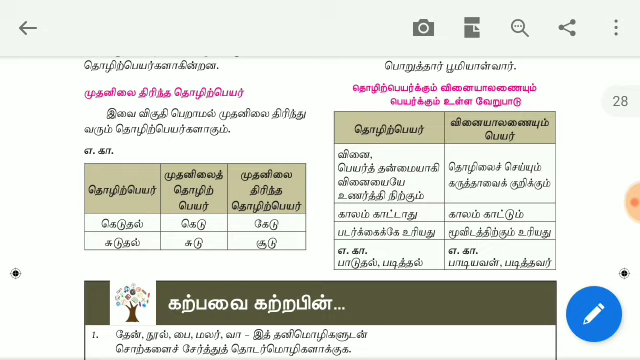 தொழிற்பெயர்களாகின்றன.
முதனிலை திரிந்த தொழிற்பெயர்
இவை விகுதி பெறாமல் முதனிலை திரிந்து
வரும் தொழிற்பெயர்களாகும்.
எ. கா.
தொழிற்பெயர் முதனிலைத் தொழிற் பெயர் முதனிலை திரிந்த தொழிற்பெயர்
கெடுதல் கெடு கேடு
சுடுதல் சுடு சூடு
பொறுத்தார் பூமியாள்வார்.
தொழிற்பெயர்க்கும் வினையாலணையும்
பெயர்க்கும் உள்ள வேறுபாடு
தொழிற்பெயர் வினையாலணையும் பெயர்
வினை,
பெயர்த் தன்மையாகி
வினையையே
உணர்த்தி நிற்கும்
தொழிலைச் செய்யும்
கருத்தாவைக் குறிக்கும்
காலம் காட்டாது காலம் காட்டும்
படர்க்கைக்கே உரியது மூவிடத்திற்கும் உரியது
எ. கா. எ. கா.
பாடுதல், படித்தல் பாடியவள், படித்தவர்
28
கற்பவை கற்றபின்...
1. தேன், நூல், பை, மலர், வா – இத் தனிமொழிகளுடன்
சொற்களைச் சேர்த்துத் தொடர்மொழிகளாக்குக.